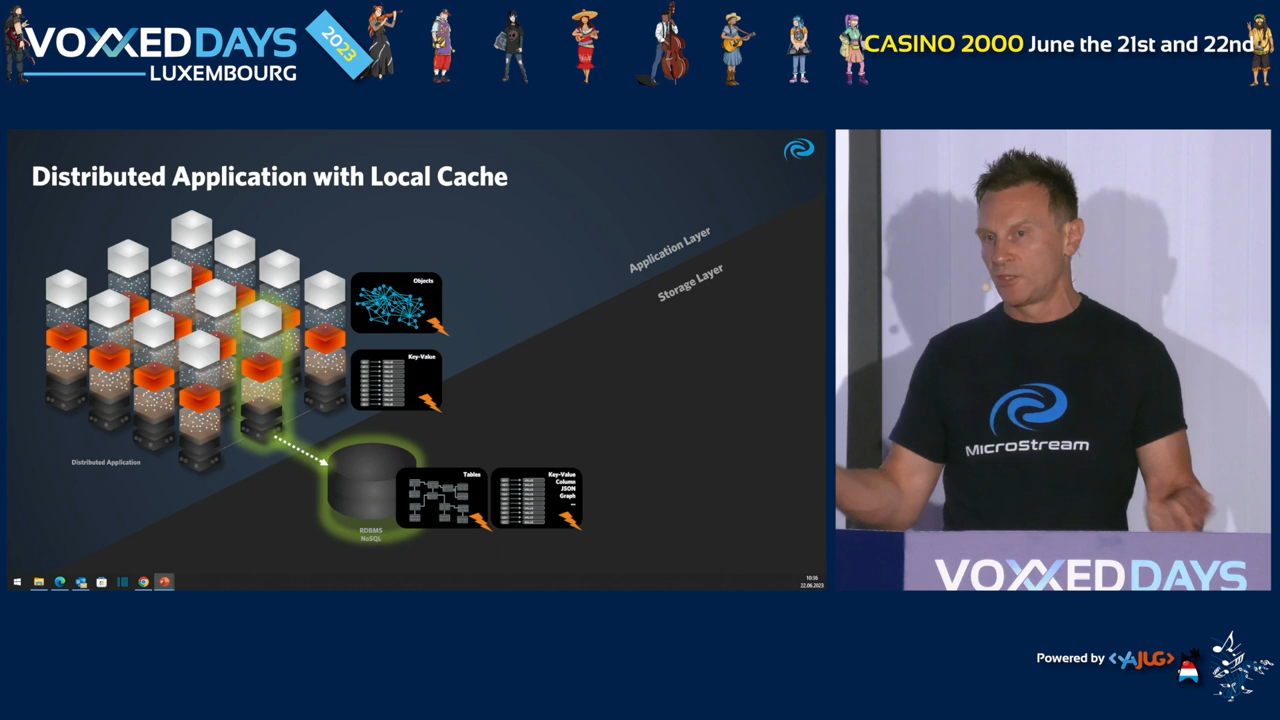 VOXXEDDAYS
LUXEMBOURG
2023
CASINO 2000 June the 21st and 22nd
Distributed Application with Local Cache
Application Layer
Storage Layer
Objects
Key-Value
Distributed Application
RDBMS
NoSQL
Tables
Key-Value
Column
JSON
Graph
...
10:36
22.06.2023
MICROSTREAM
VOXXEDDAYS
Powered by <YAJUG>